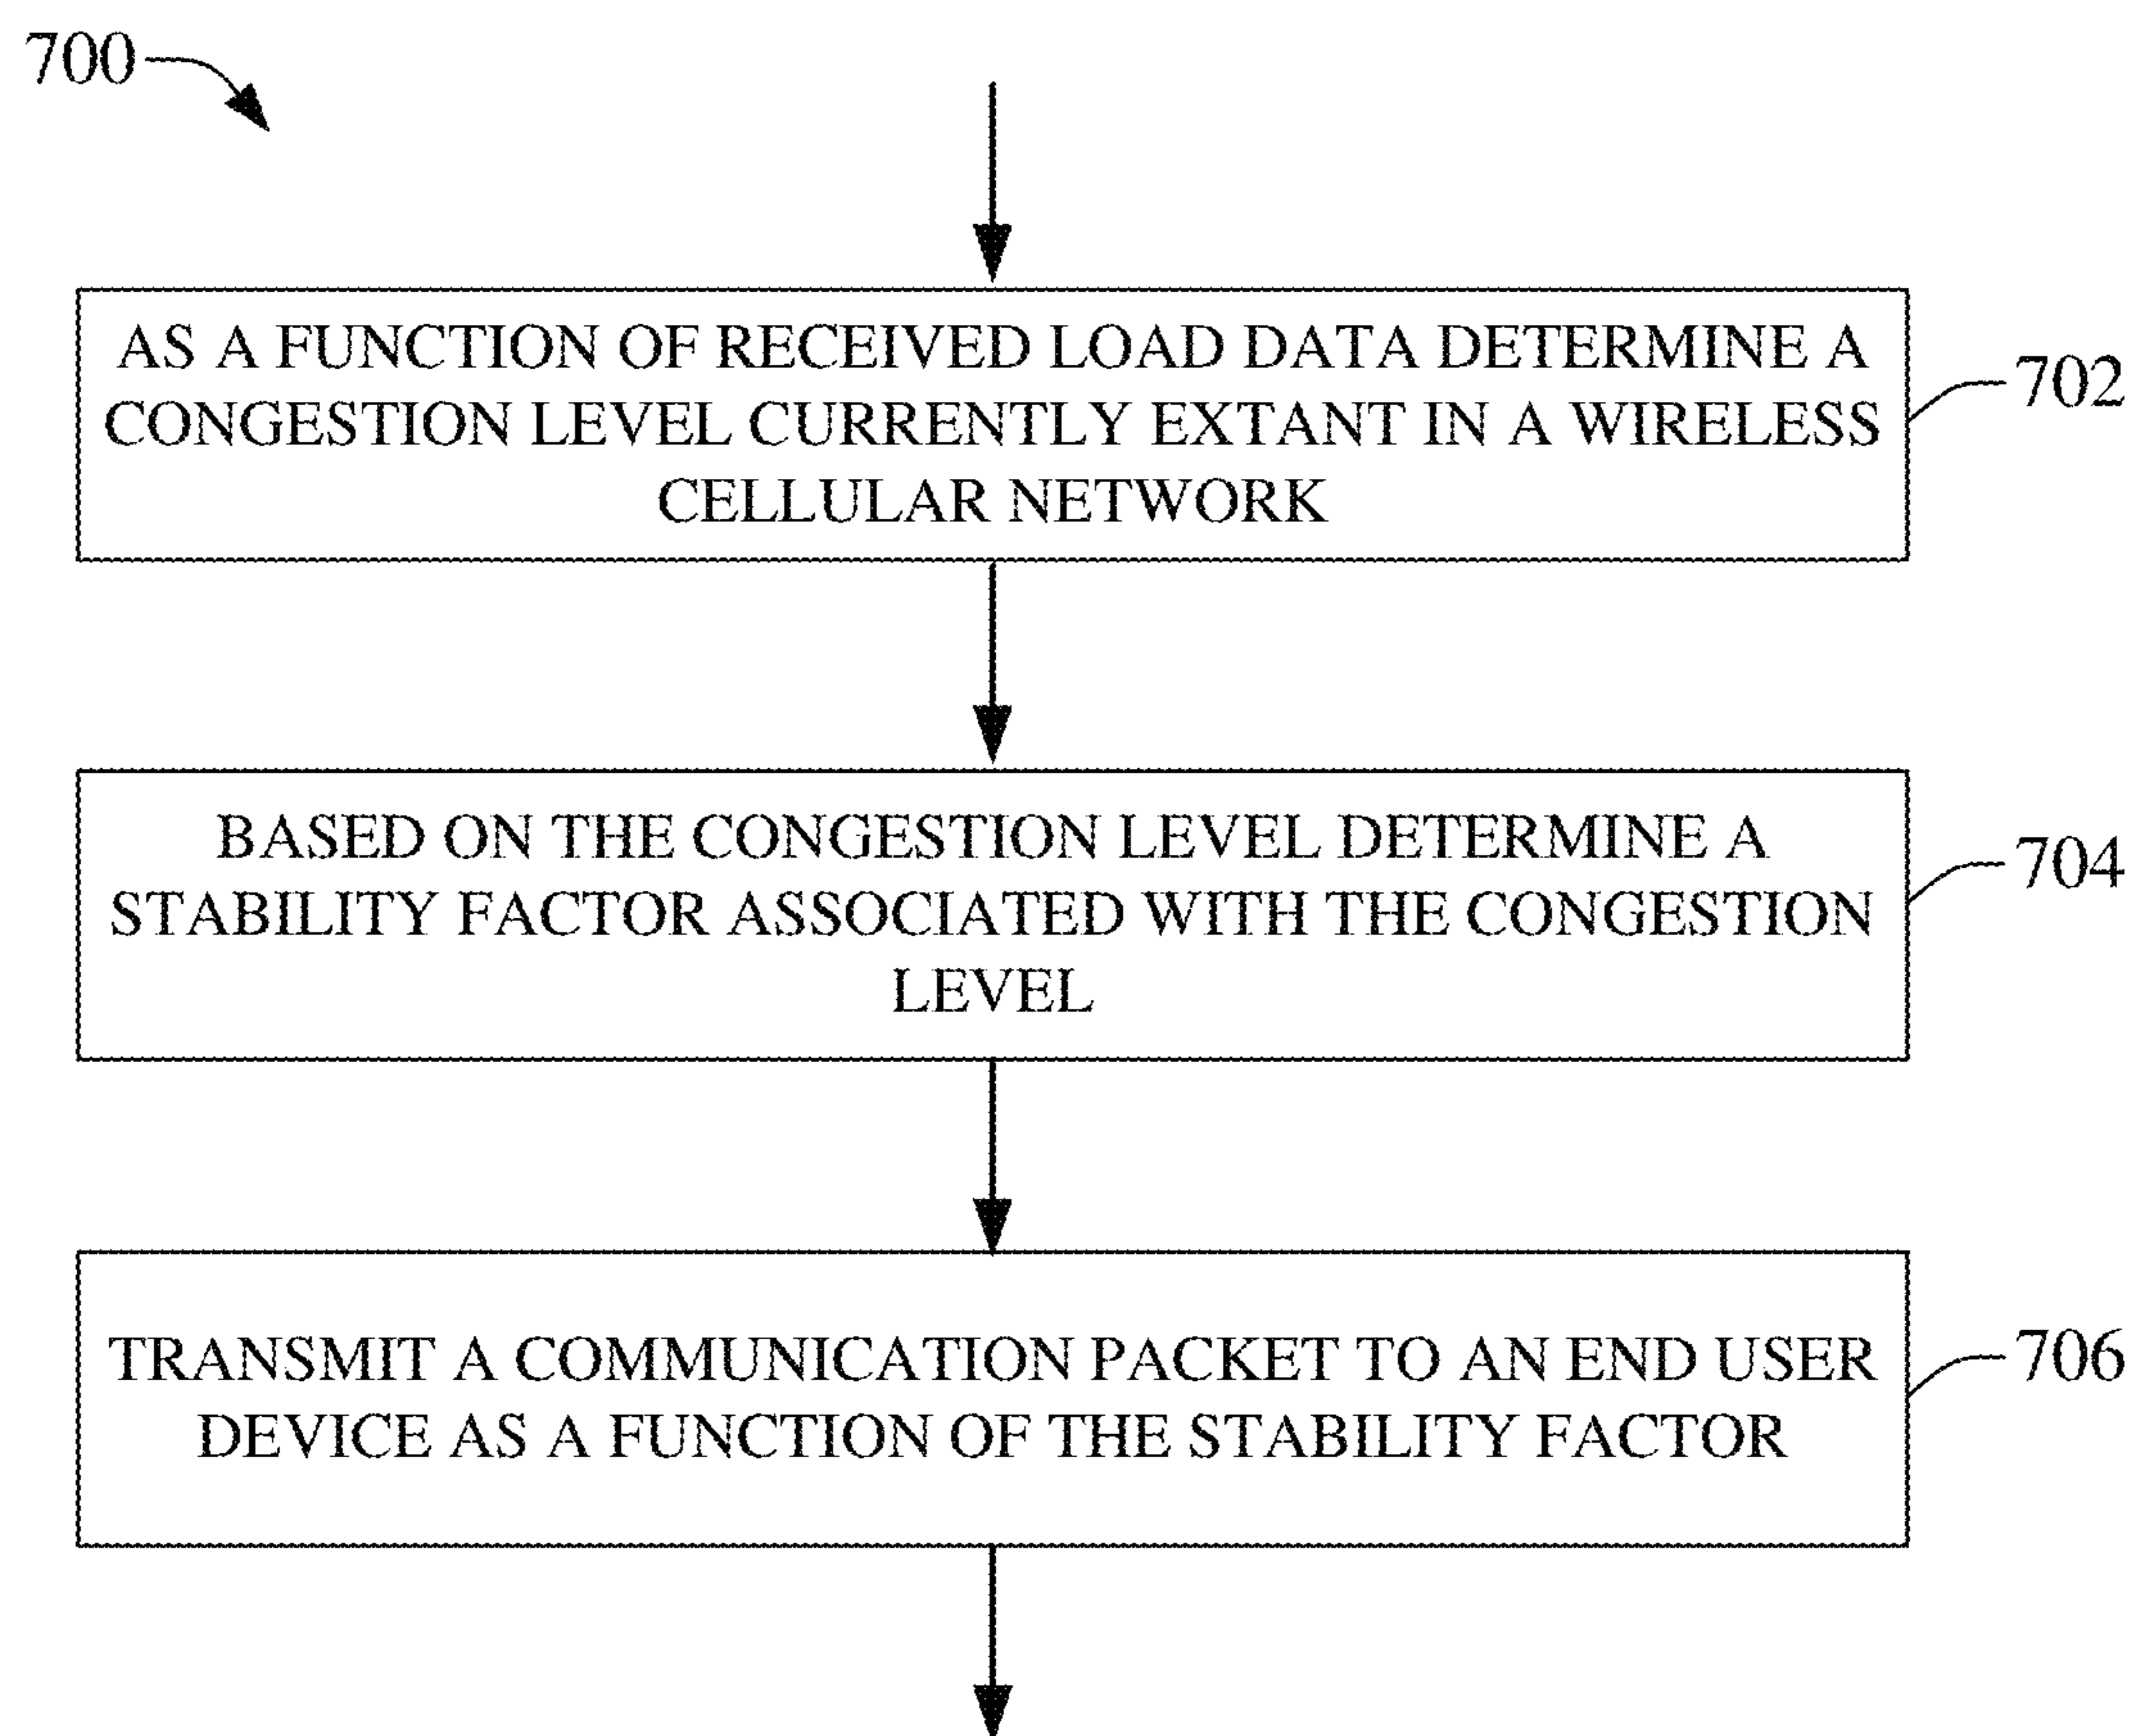 700
AS A FUNCTION OF RECEIVED LOAD DATA DETERMINE A
CONGESTION LEVEL CURRENTLY EXTANT IN A WIRELESS
CELLULAR NETWORK
702
BASED ON THE CONGESTION LEVEL DETERMINE A
STABILITY FACTOR ASSOCIATED WITH THE CONGESTION
LEVEL
704
TRANSMIT A COMMUNICATION PACKET TO AN END USER
DEVICE AS A FUNCTION OF THE STABILITY FACTOR
706